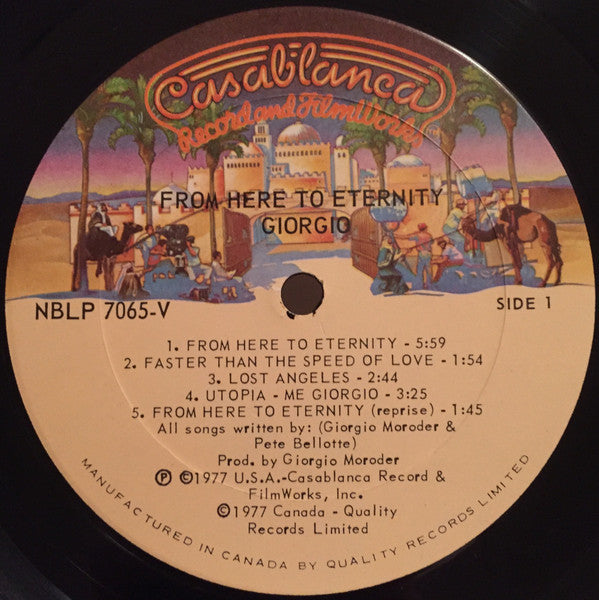 Casablanca
Record and FilmWorks
FROM HERE TO ETERNITY
GIORGIO
NBLP 7065-V
SIDE 1
1. FROM HERE TO ETERNITY - 5:59
2. FASTER THAN THE SPEED OF LOVE - 1:54
3. LOST ANGELES - 2:44
4. UTOPIA - ME GIORGIO - 3:25
5. FROM HERE TO ETERNITY (reprise) - 1:45
All songs written by: (Giorgio Moroder &
Pete Bellotte)
Prod. by Giorgio Moroder
℗ ©1977 U.S.A.-Casablanca Record &
FilmWorks, Inc.
©1977 Canada - Quality
Records Limited
MANUFACTURED IN CANADA BY QUALITY RECORDS LIMITED